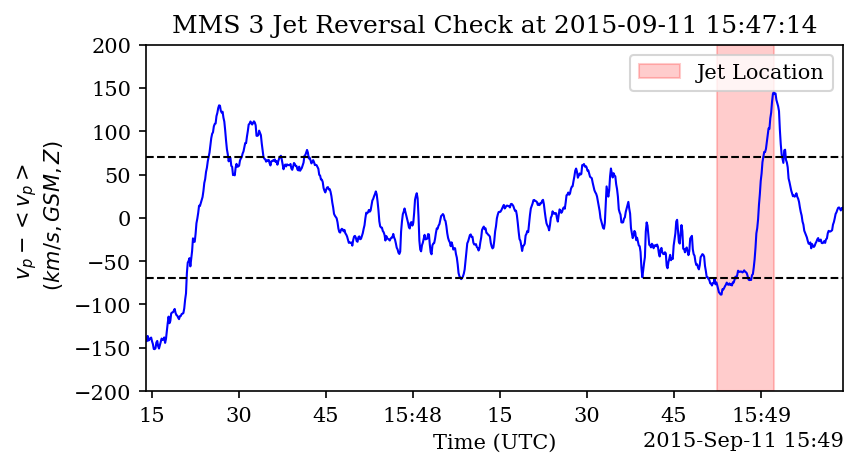 MMS 3 Jet Reversal Check at 2015-09-11 15:47:14
Jet Location
200
150
100
50
0
−50
−100
−150
−200
v_p − < v_p >
(km/s, GSM, Z)
15 30 45 15:48 15 30 45 15:49
Time (UTC)
2015-Sep-11 15:49